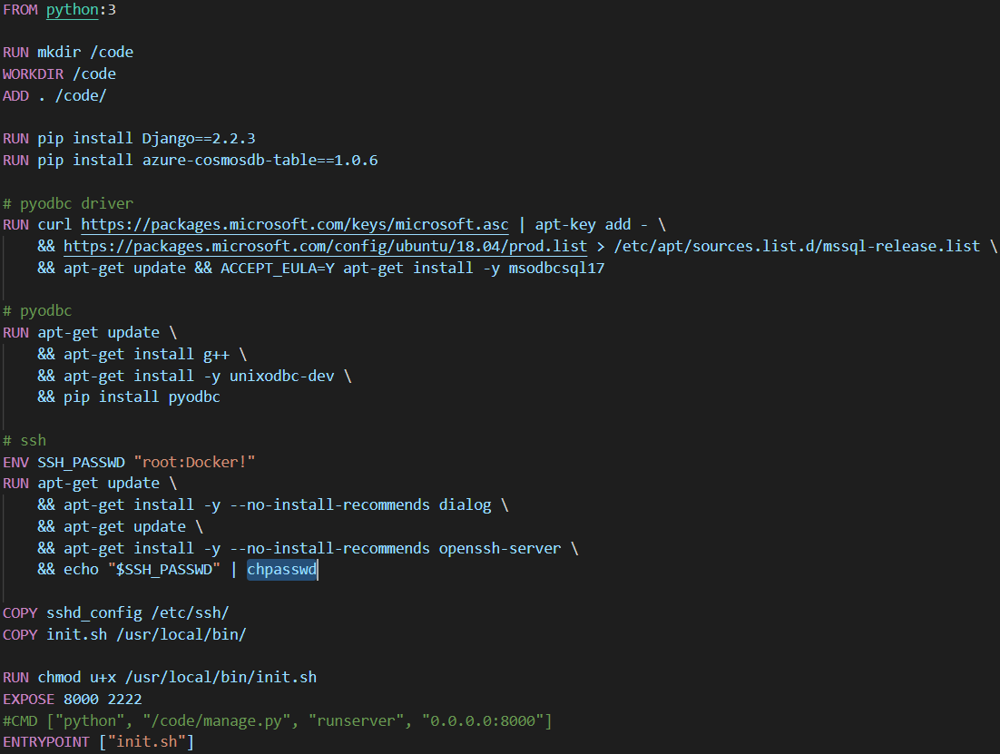 FROM python:3
RUN mkdir /code
WORKDIR /code
ADD . /code/
RUN pip install Django==2.2.3
RUN pip install azure-cosmosdb-table==1.0.6
# pyodbc driver
RUN curl https://packages.microsoft.com/keys/microsoft.asc | apt-key add - \
&& https://packages.microsoft.com/config/ubuntu/18.04/prod.list > /etc/apt/sources.list.d/mssql-release.list \
&& apt-get update && ACCEPT_EULA=Y apt-get install -y msodbcsql17
# pyodbc
RUN apt-get update \
&& apt-get install g++ \
&& apt-get install -y unixodbc-dev \
&& pip install pyodbc
# ssh
ENV SSH_PASSWD "root:Docker!"
RUN apt-get update \
&& apt-get install -y --no-install-recommends dialog \
&& apt-get update \
&& apt-get install -y --no-install-recommends openssh-server \
&& echo "$SSH_PASSWD" | chpasswd
COPY sshd_config /etc/ssh/
COPY init.sh /usr/local/bin/
RUN chmod u+x /usr/local/bin/init.sh
EXPOSE 8000 2222
#CMD ["python", "/code/manage.py", "runserver", "0.0.0.0:8000"]
ENTRYPOINT ["init.sh"]